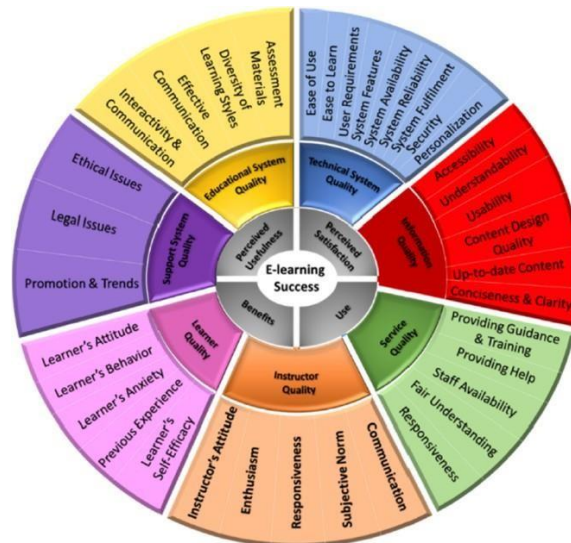 E-learning
Success
Perceived
Usefulness
Perceived
Satisfaction
Use
Benefits
Educational System
Quality
Interactivity &
Communication
Effective
Communication
Diversity of
Learning Styles
Materials
Assessment
Technical System
Quality
Ease of Use
Ease to Learn
User Requirements
System Features
System Availability
System Reliability
System Fulfilment
Security
Personalization
Information
Quality
Accessibility
Understandability
Usability
Content Design
Quality
Up-to-date Content
Conciseness & Clarity
Service
Quality
Providing Guidance
& Training
Providing Help
Staff Availability
Fair Understanding
Responsiveness
Instructor
Quality
Instructor's Attitude
Enthusiasm
Responsiveness
Subjective Norm
Communication
Learner
Quality
Learner's Attitude
Learner's Behavior
Learner's Anxiety
Previous Experience
Learner's
Self-Efficacy
Support System
Quality
Ethical Issues
Legal Issues
Promotion & Trends